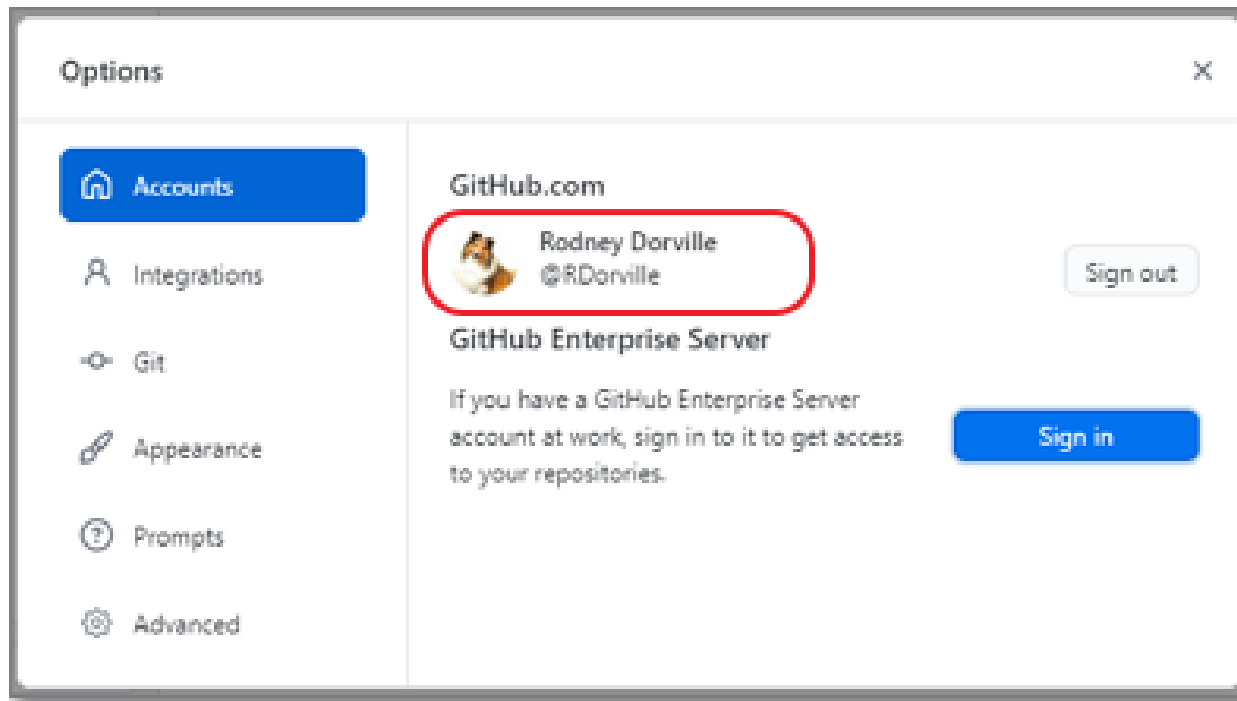 Options
Accounts
Integrations
Git
Appearance
Prompts
Advanced
GitHub.com
Rodney Dorville
@RDorville
Sign out
GitHub Enterprise Server
If you have a GitHub Enterprise Server
account at work, sign in to it to get access
to your repositories.
Sign in